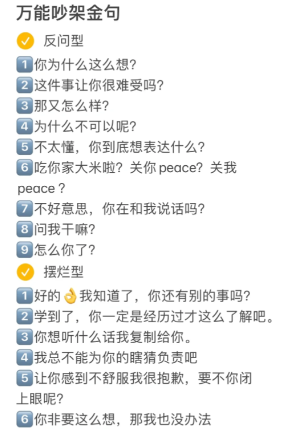 万能吵架金句
反问型
1 你为什么这么想?
2 这件事让你很难受吗?
3 那又怎么样?
4 为什么不可以呢?
5 不太懂，你到底想表达什么?
6 吃你家大米啦? 关你 peace? 关我
peace ?
7 不好意思，你在和我说话吗?
8 问我干嘛?
9 怎么你了?
摆烂型
1 好的👌我知道了，你还有别的事吗?
2 学到了，你一定是经历过才这么了解吧。
3 你想听什么话我复制给你。
4 我总不能为你的瞎猜负责吧
5 让你感到不舒服我很抱歉，要不你闭
上眼呢?
6 你非要这么想，那我也没办法